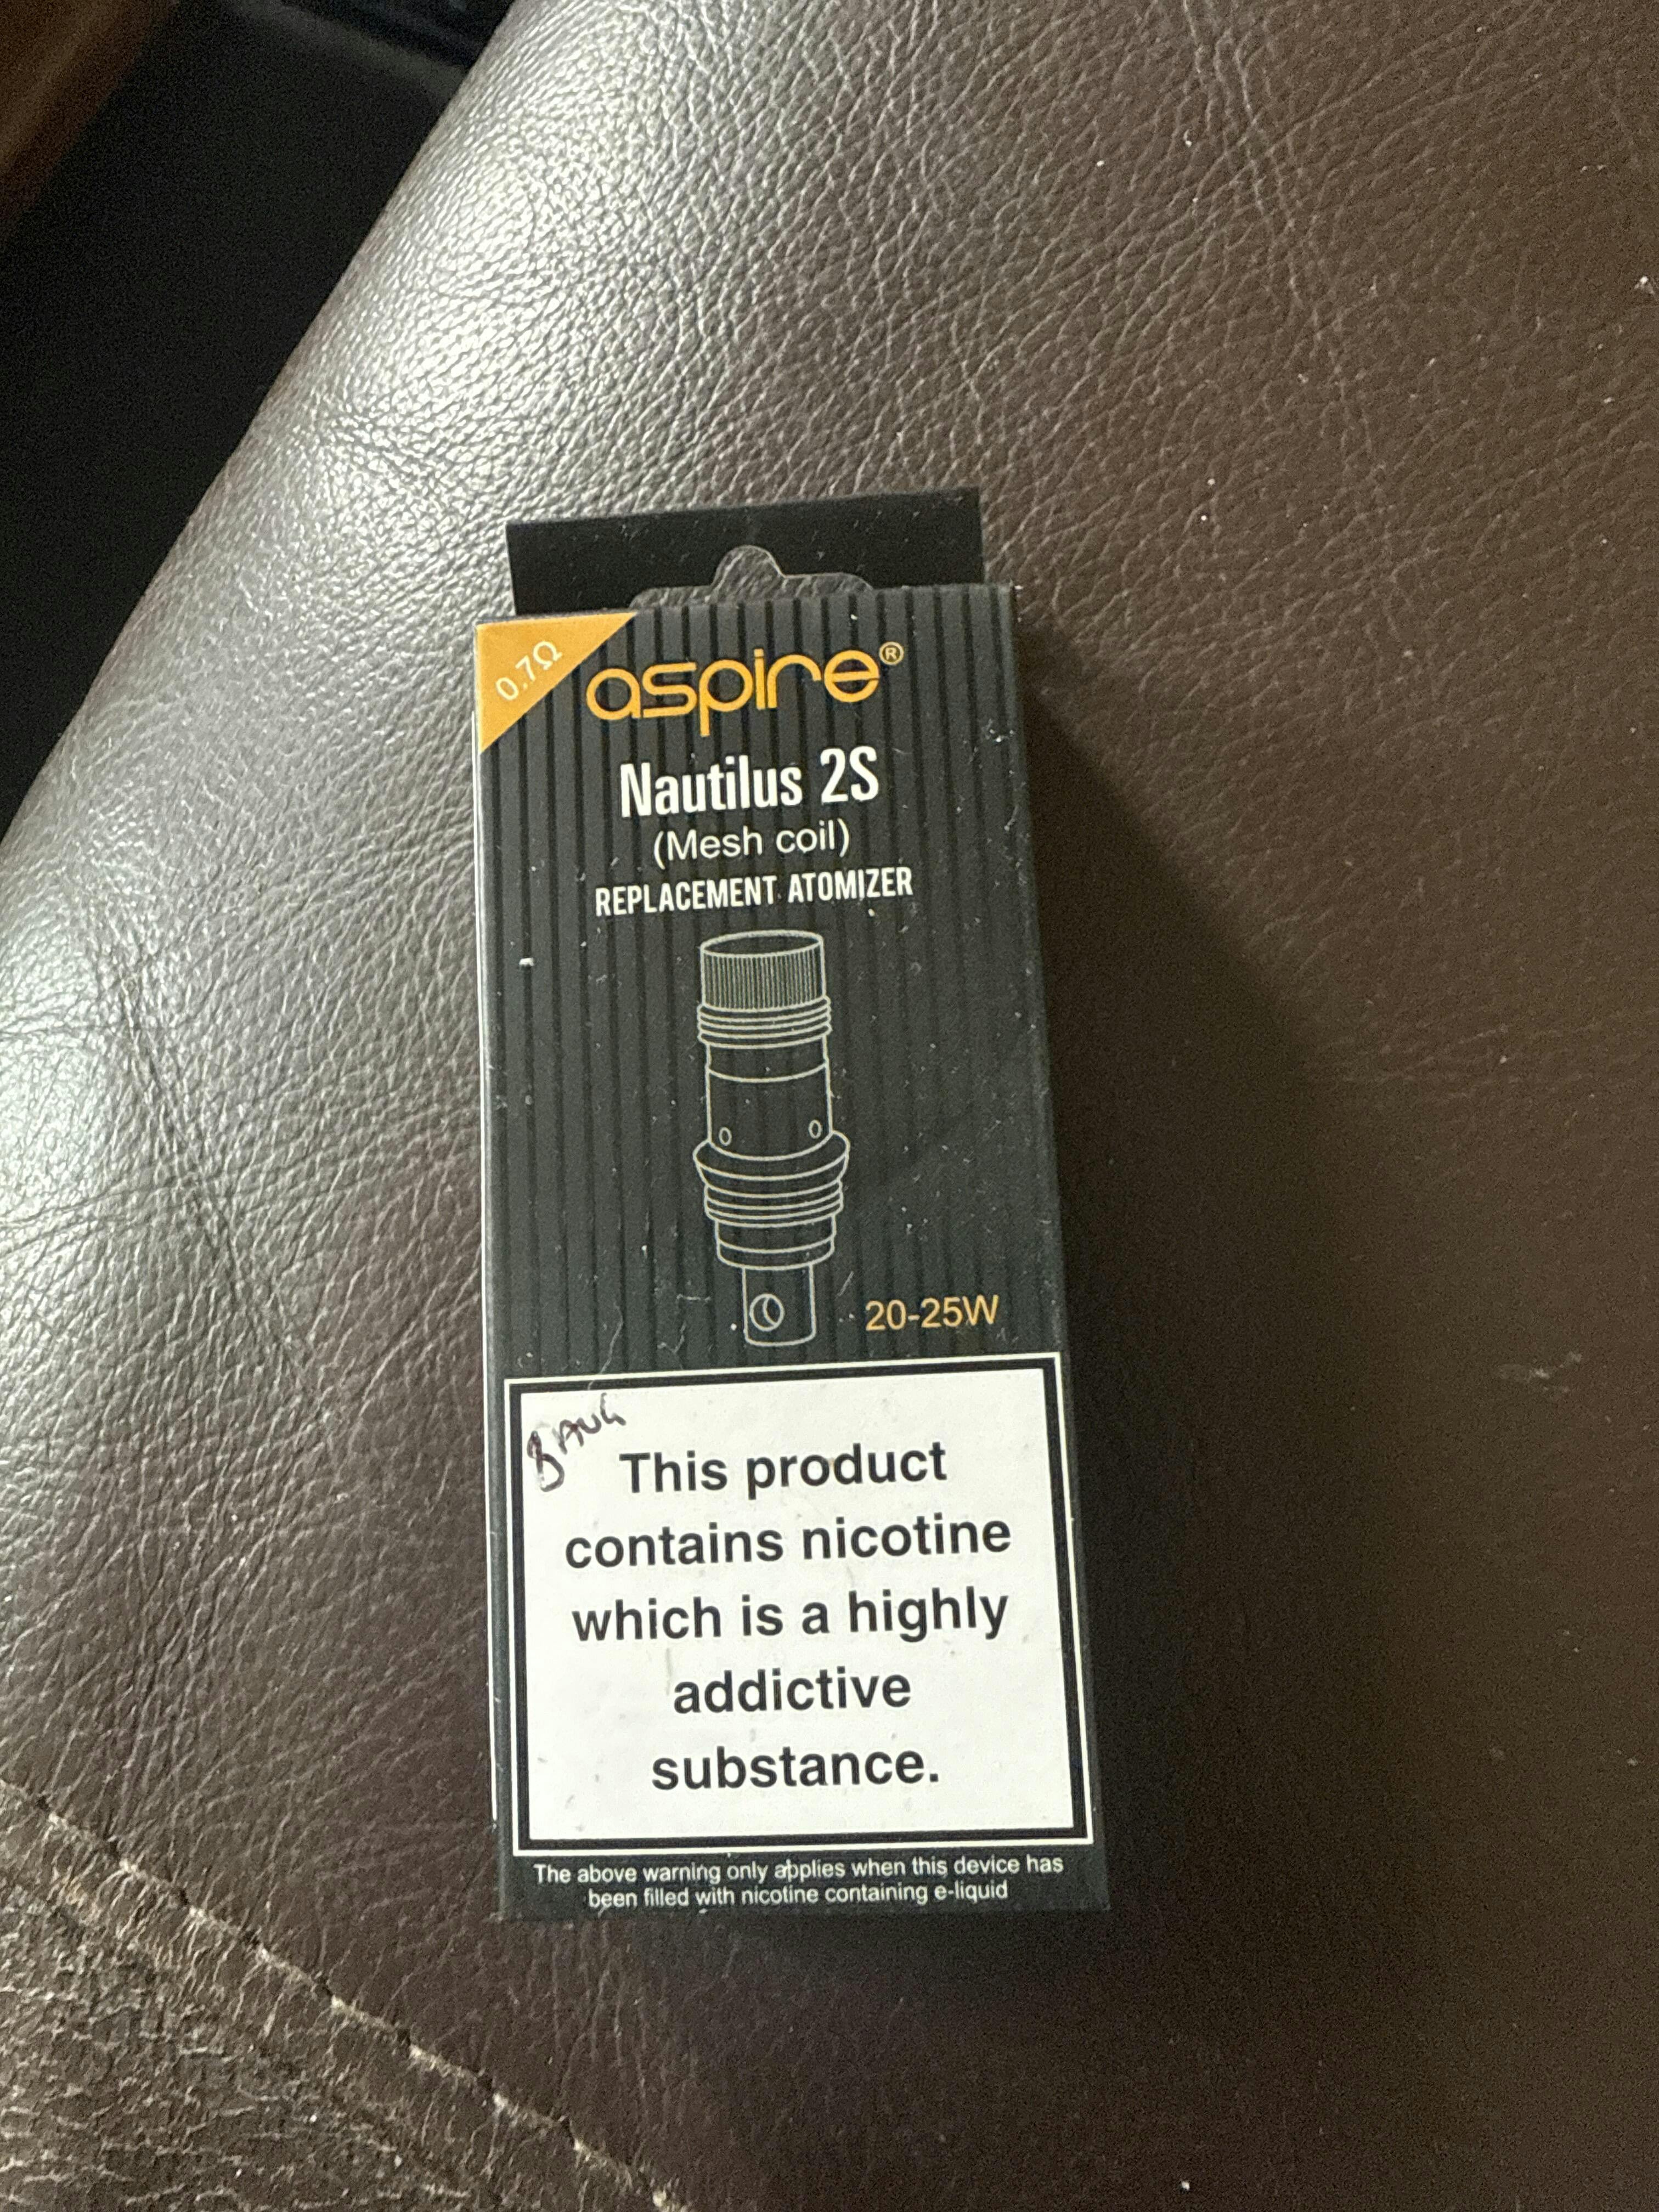 0.7Ω
aspire®
Nautilus 2S
(Mesh coil)
REPLACEMENT ATOMIZER
20-25W
AUG
This product
contains nicotine
which is a highly
addictive
substance.
The above warning only applies when this device has
been filled with nicotine containing e-liquid